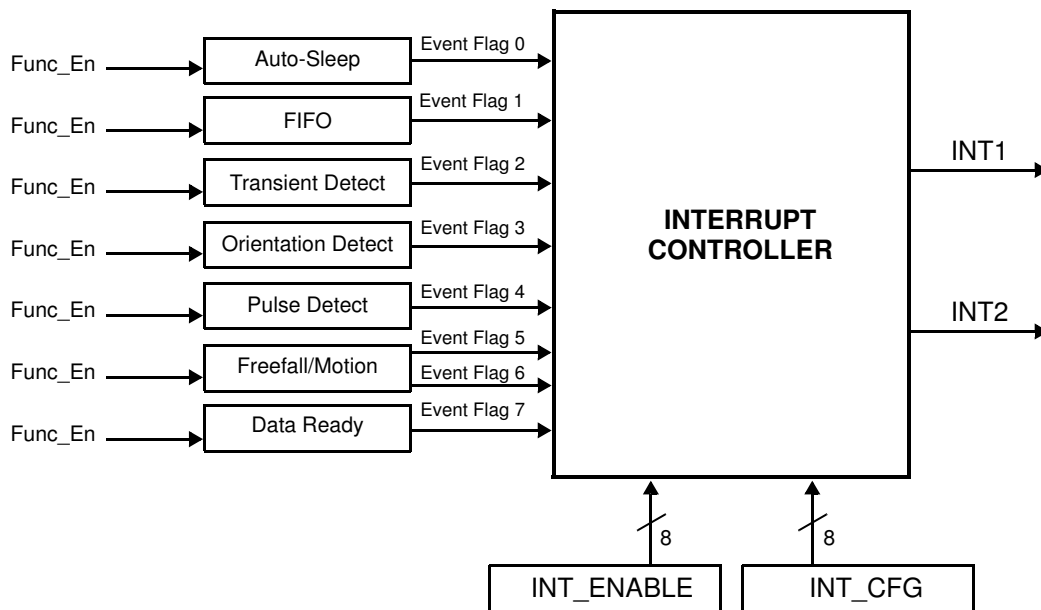 Func_En
Auto-Sleep
Event Flag 0
Func_En
FIFO
Event Flag 1
Func_En
Transient Detect
Event Flag 2
Func_En
Orientation Detect
Event Flag 3
Func_En
Pulse Detect
Event Flag 4
Func_En
Freefall/Motion
Event Flag 5
Event Flag 6
Func_En
Data Ready
Event Flag 7
INTERRUPT
CONTROLLER
INT1
INT2
8
8
INT_ENABLE
INT_CFG